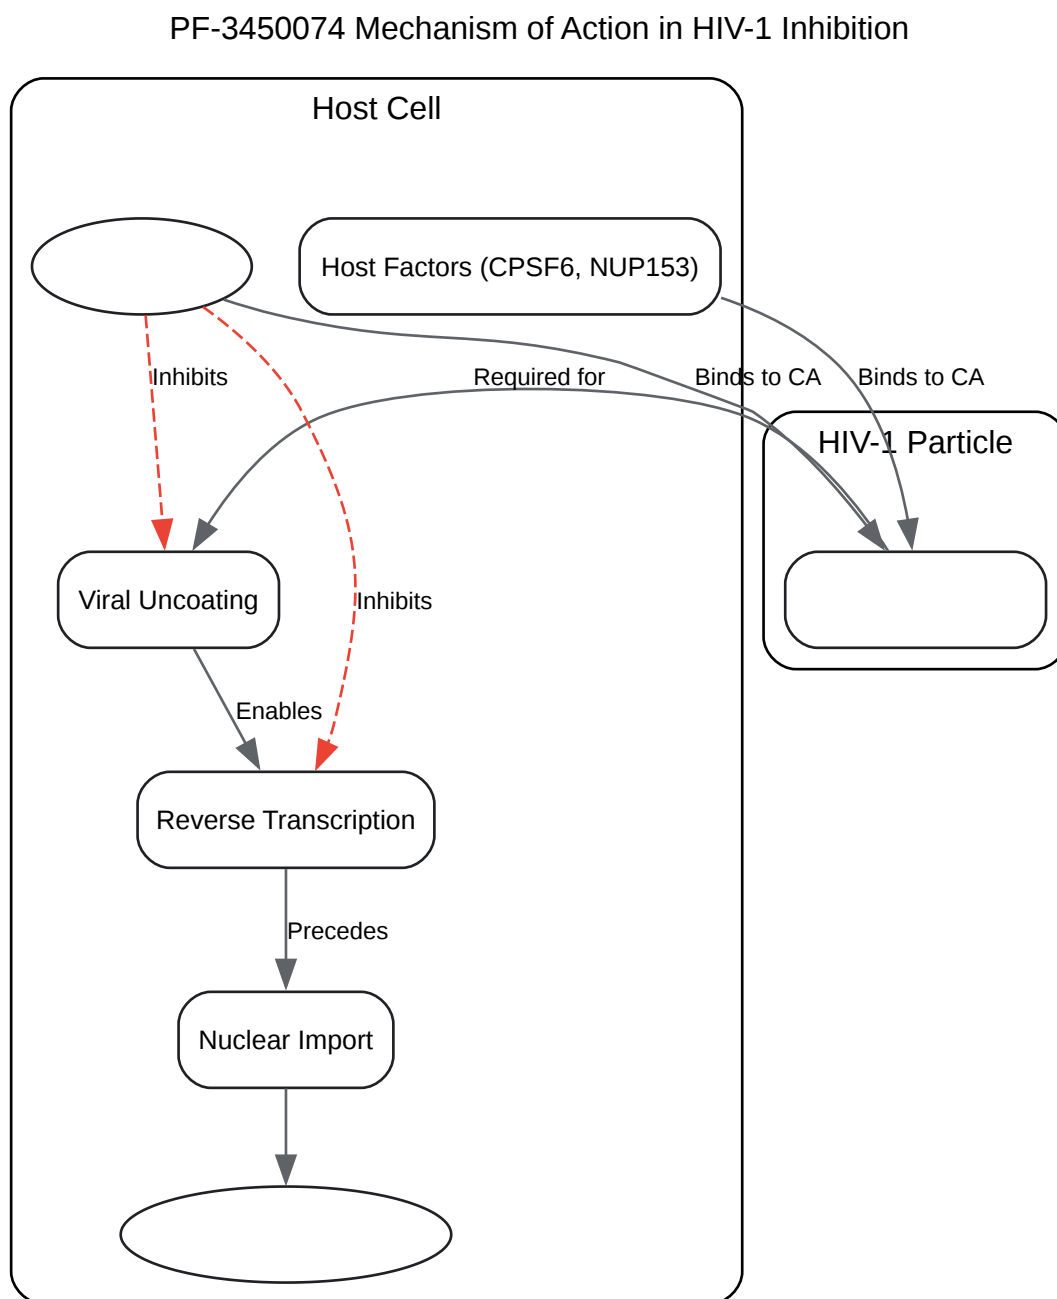 PF-3450074 Mechanism of Action in HIV-1 Inhibition
Host Cell
Host Factors (CPSF6, NUP153)
Inhibits
Required for
Binds to CA
Binds to CA
HIV-1 Particle
Viral Uncoating
Inhibits
Enables
Reverse Transcription
Precedes
Nuclear Import